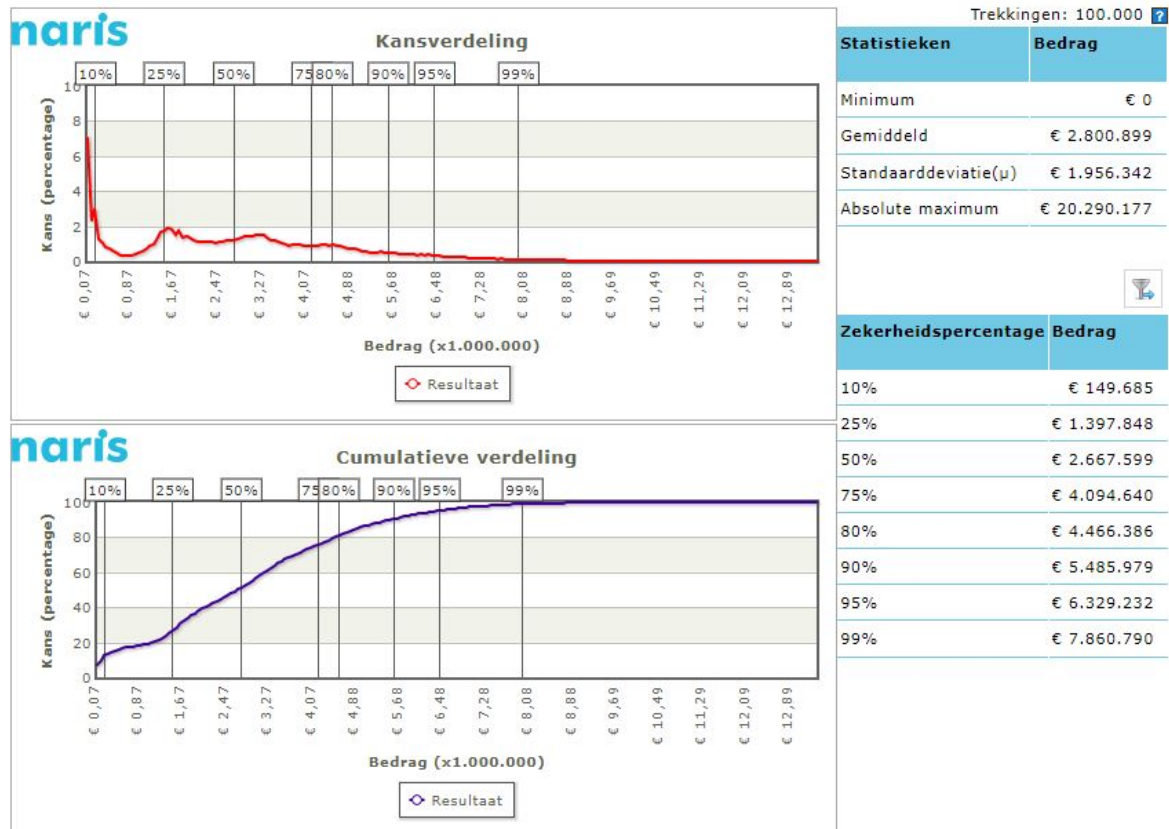 naris
Kansverdeling
10% 25% 50% 75 80% 90% 95% 99%
Kans (percentage)
10
8
6
4
2
0
€ 0,07 € 0,87 € 1,67 € 2,47 € 3,27 € 4,07 € 4,88 € 5,68 € 6,48 € 7,28 € 8,08 € 8,88 € 9,69 € 10,49 € 11,29 € 12,09 € 12,89
Bedrag (x1.000.000)
Resultaat
naris
Cumulatieve verdeling
10% 25% 50% 75 80% 90% 95% 99%
Kans (percentage)
100
80
60
40
20
0
€ 0,07 € 0,87 € 1,67 € 2,47 € 3,27 € 4,07 € 4,88 € 5,68 € 6,48 € 7,28 € 8,08 € 8,88 € 9,69 € 10,49 € 11,29 € 12,09 € 12,89
Bedrag (x1.000.000)
Resultaat
Trekkingen: 100.000 ?
Statistieken Bedrag
Minimum € 0
Gemiddeld € 2.800.899
Standaarddeviatie(μ) € 1.956.342
Absolute maximum € 20.290.177
Zekerheidspercentage Bedrag
10% € 149.685
25% € 1.397.848
50% € 2.667.599
75% € 4.094.640
80% € 4.466.386
90% € 5.485.979
95% € 6.329.232
99% € 7.860.790